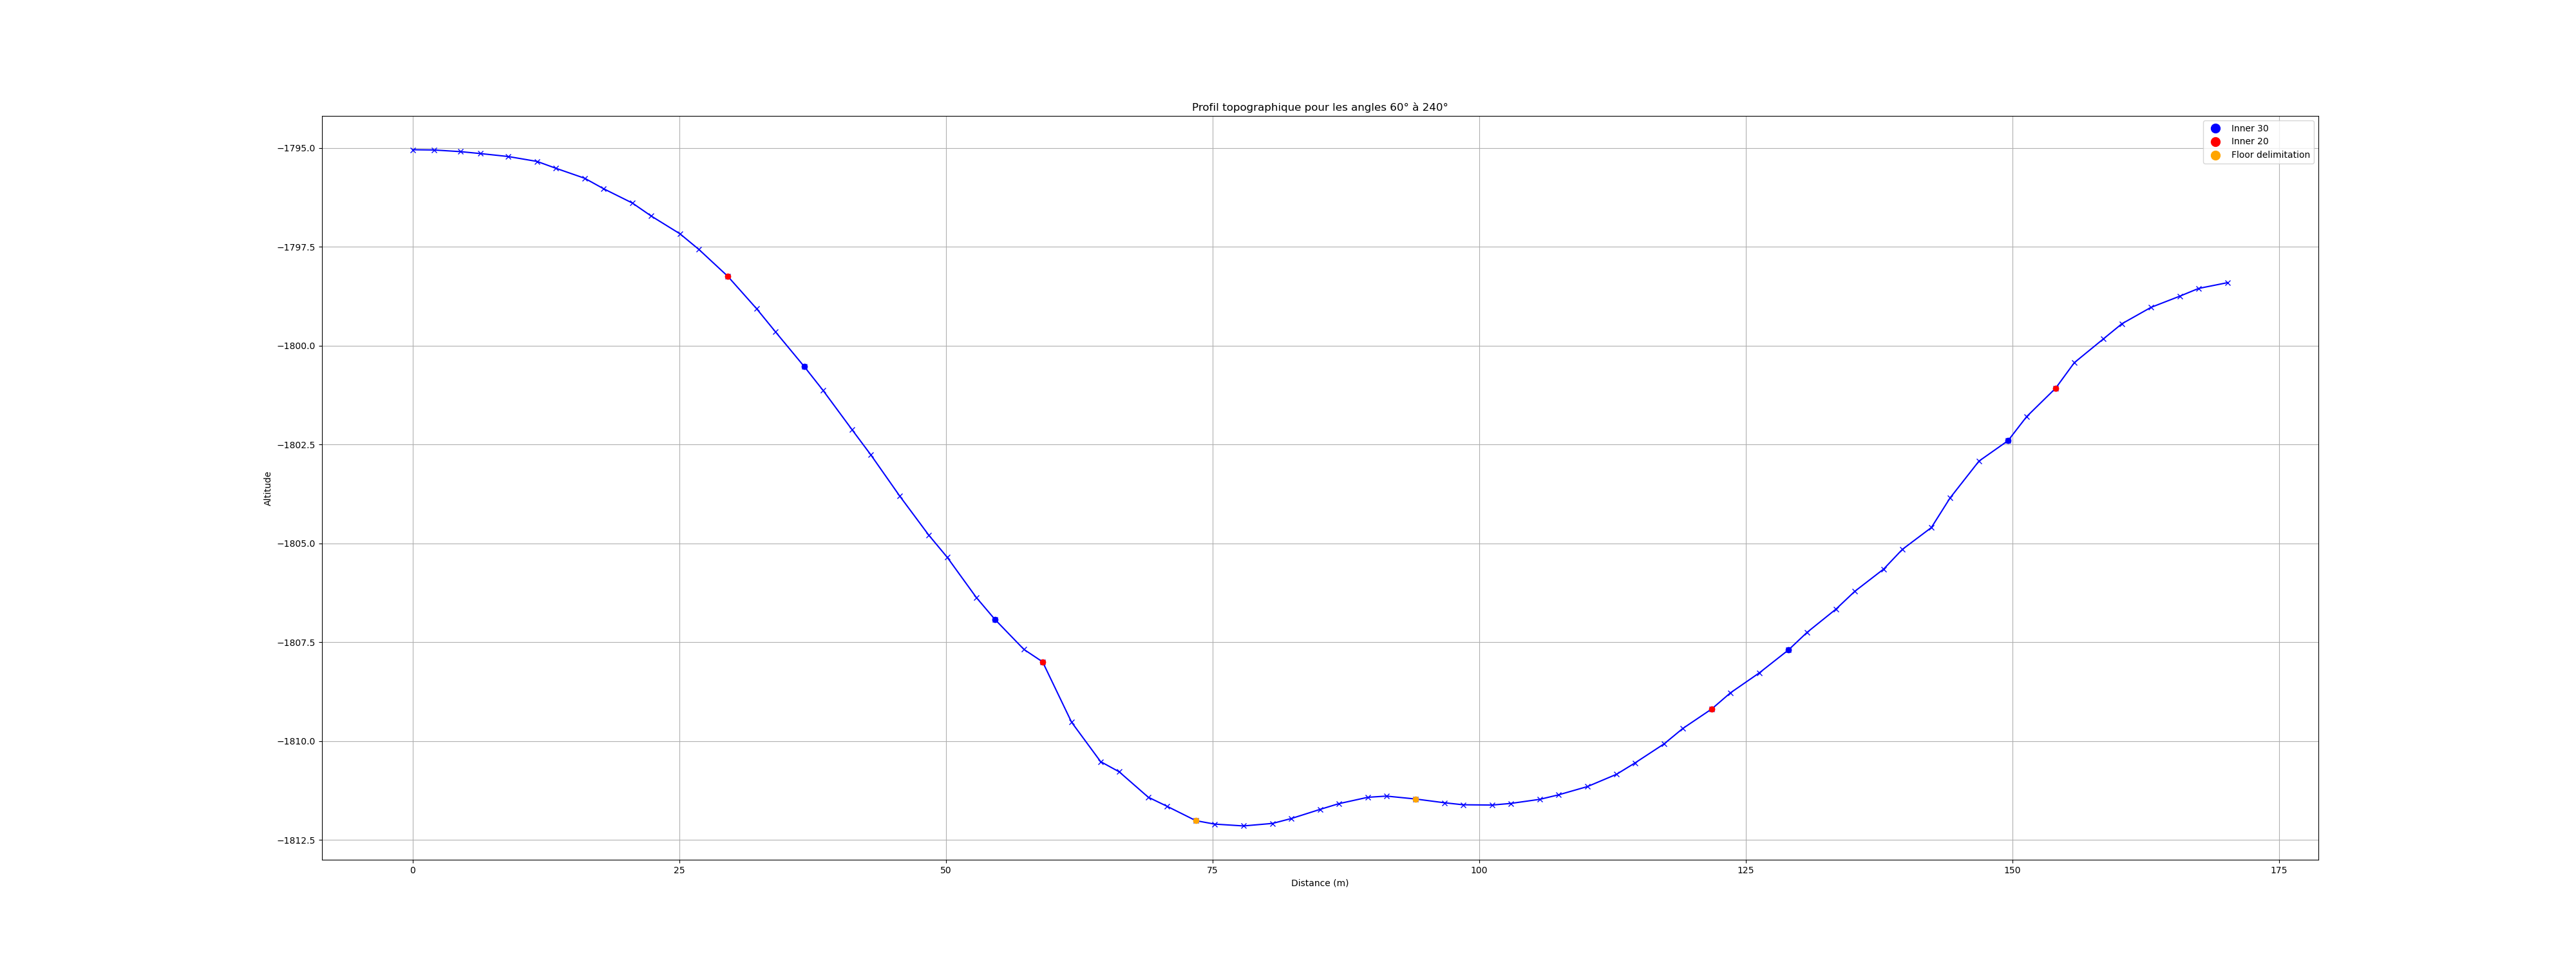 Profil topographique pour les angles 60° à 240°
Inner 30
Inner 20
Floor delimitation
−1795.0
−1797.5
−1800.0
−1802.5
−1805.0
−1807.5
−1810.0
−1812.5
Altitude
0 25 50 75 100 125 150 175
Distance (m)